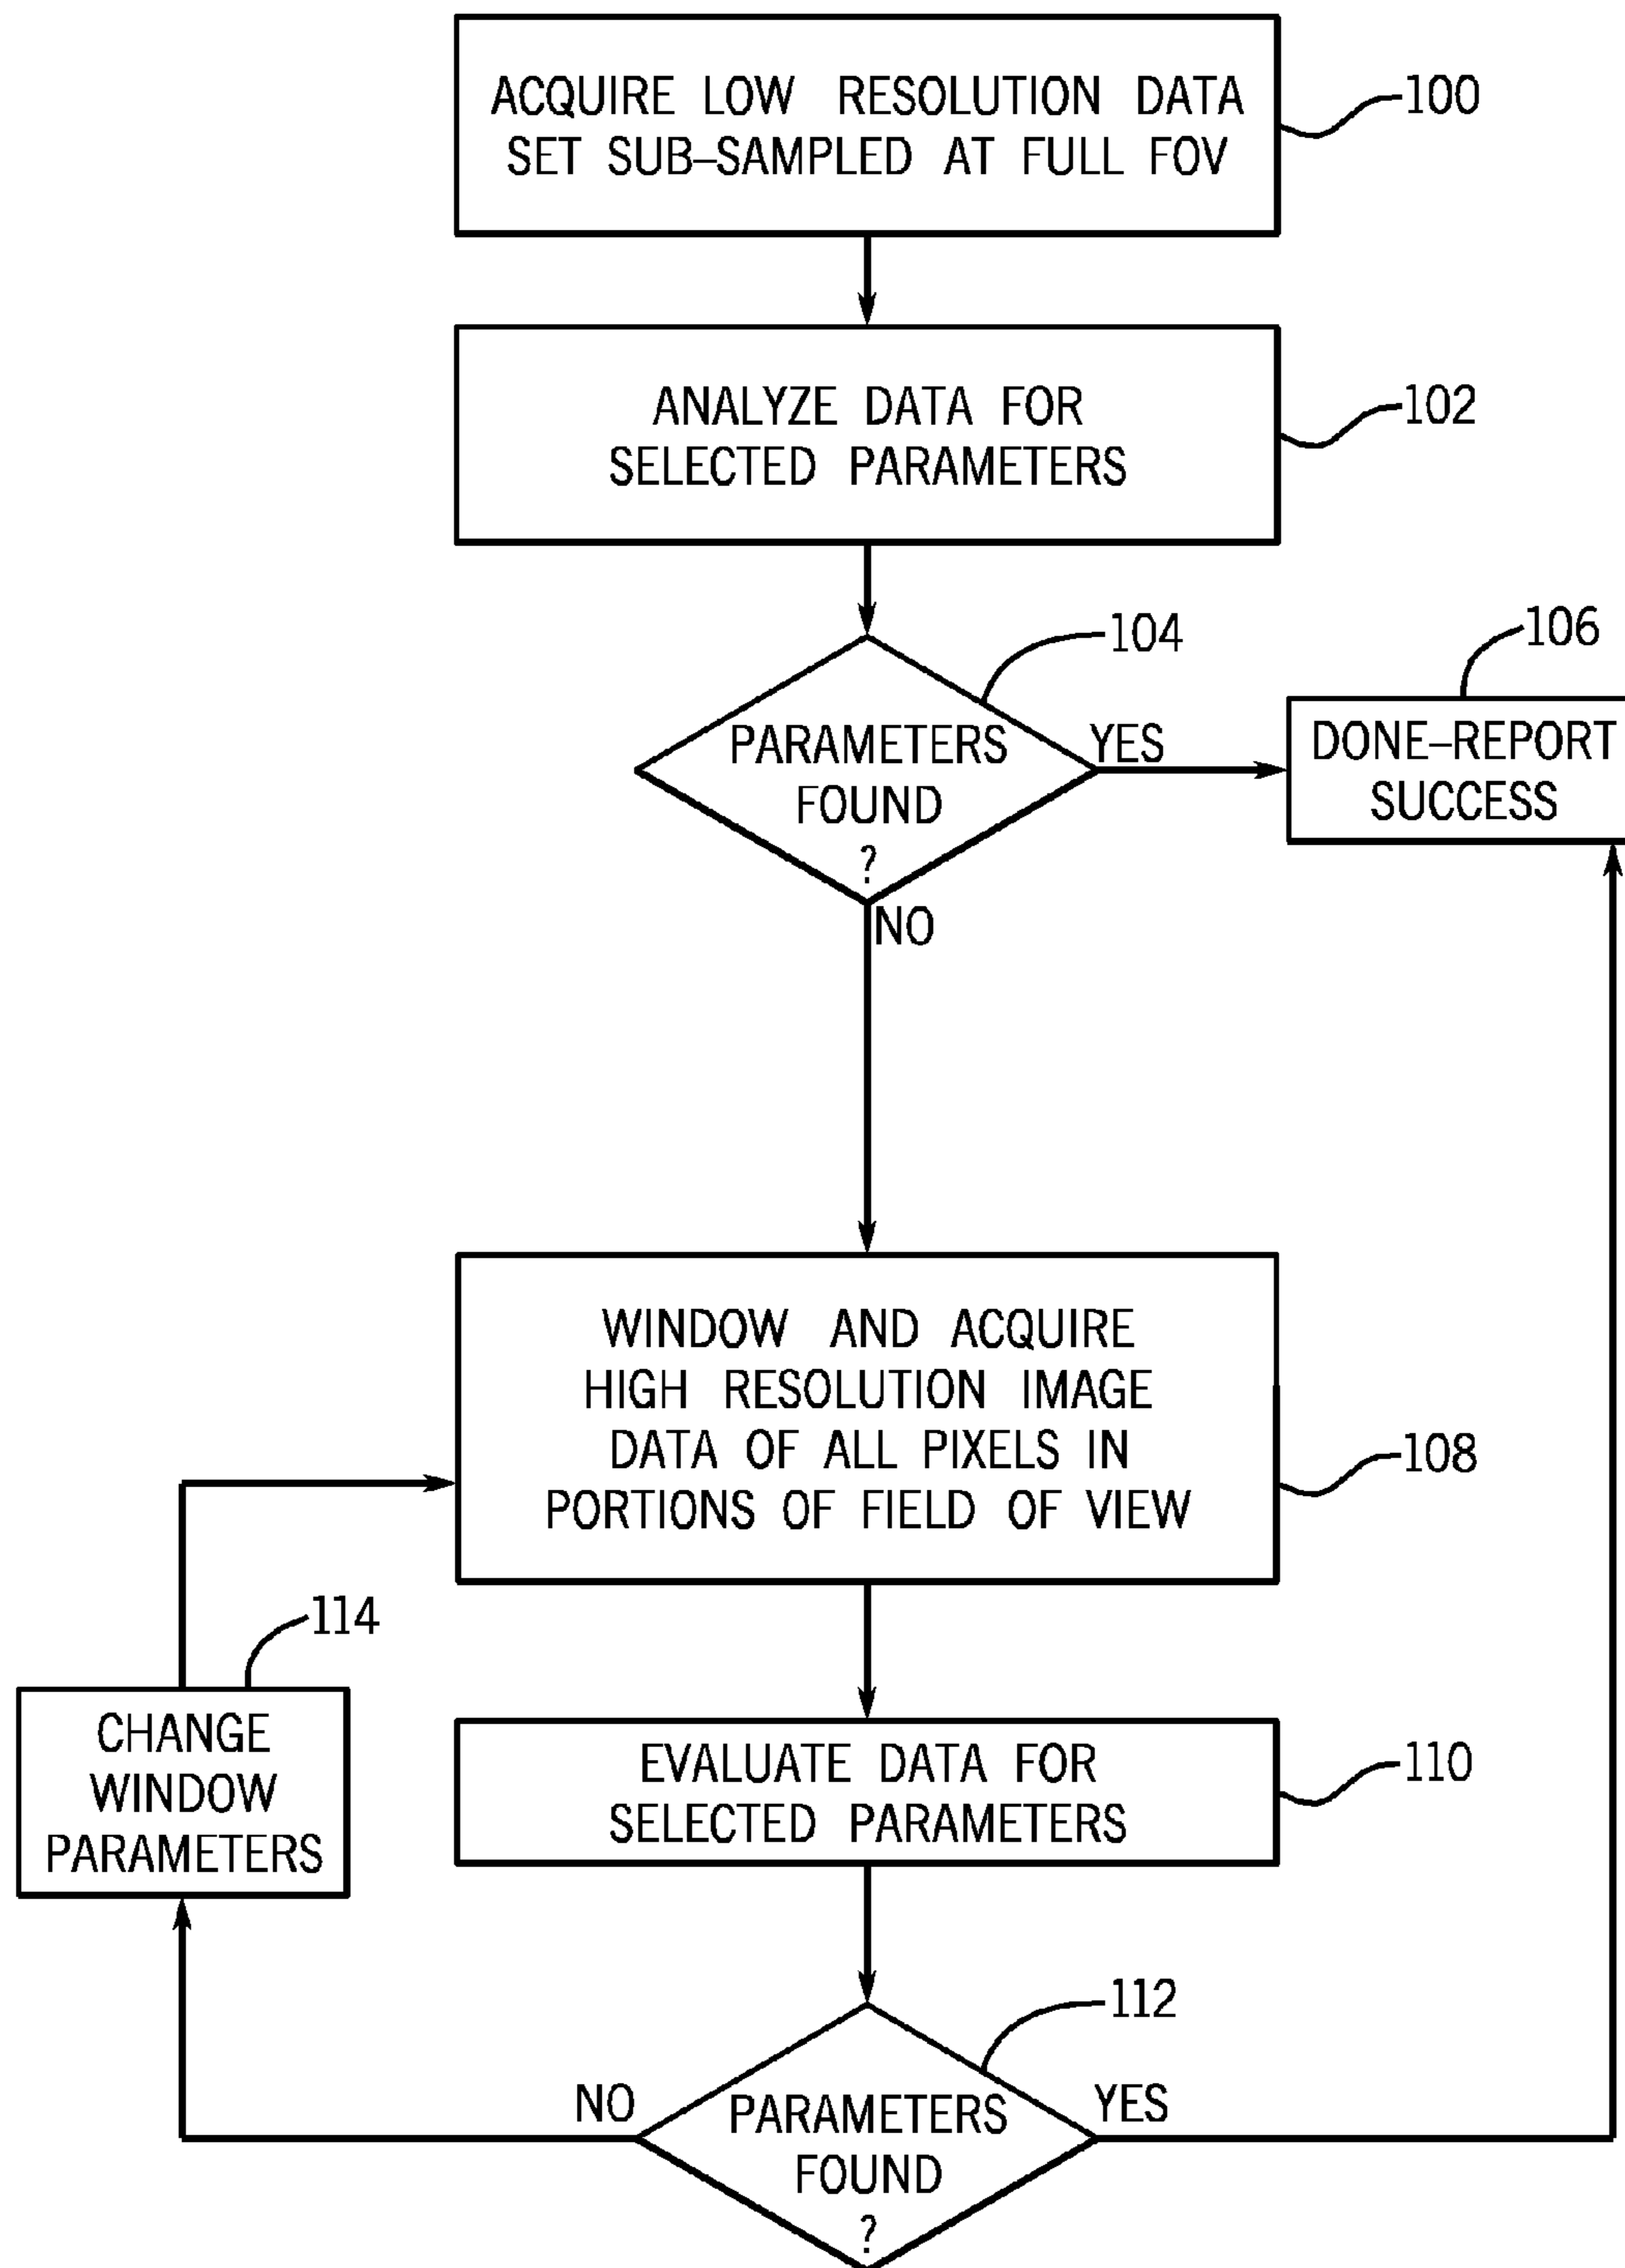 ACQUIRE LOW RESOLUTION DATA
SET SUB-SAMPLED AT FULL FOV
100
ANALYZE DATA FOR
SELECTED PARAMETERS
102
104
PARAMETERS
FOUND
?
YES
NO
106
DONE-REPORT
SUCCESS
WINDOW AND ACQUIRE
HIGH RESOLUTION IMAGE
DATA OF ALL PIXELS IN
PORTIONS OF FIELD OF VIEW
108
114
CHANGE
WINDOW
PARAMETERS
EVALUATE DATA FOR
SELECTED PARAMETERS
110
112
NO
PARAMETERS
FOUND
?
YES